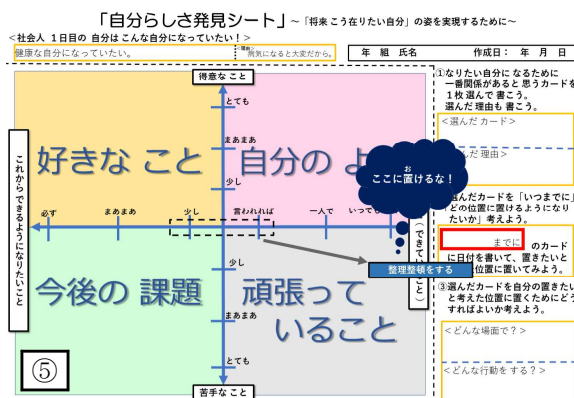 「自分らしさ発見シート」～「将来 こう在りたい自分」の姿を実現するために～
<社会人 1日目の 自分は こんな自分になっていたい！>
健康な自分になっていたい。
<理由>
病気になると大変だから。
年 組 氏名 作成日： 年 月 日
得意な こと
とても
まあまあ
少し
好きな こと
自分の よ
お
ここに置けるな！
これから できるようになりたいこと
必ず
まあまあ
少し
言われれば
一人で
いつでも
少し
まあまあ
とても
今後の 課題
頑張って
いること
苦手な こと
整理整頓をする
⑤
①なりたい自分に なるために
一番関係があると 思うカードを
1枚 選んで 書こう。
選んだ 理由も 書こう。
<選んだ カード>
んだ 理由>
選んだカードを「いつまでに」
どの位置に置けるようになり
たいか」考えよう。
までに
のカード
に日付を書いて、置きたいと
位置に置いてみよう。
③選んだカードを自分の置きたい
と考えた位置に置くためにどう
すればよいか考えよう。
<どんな場面で？>
<どんな行動を する？>